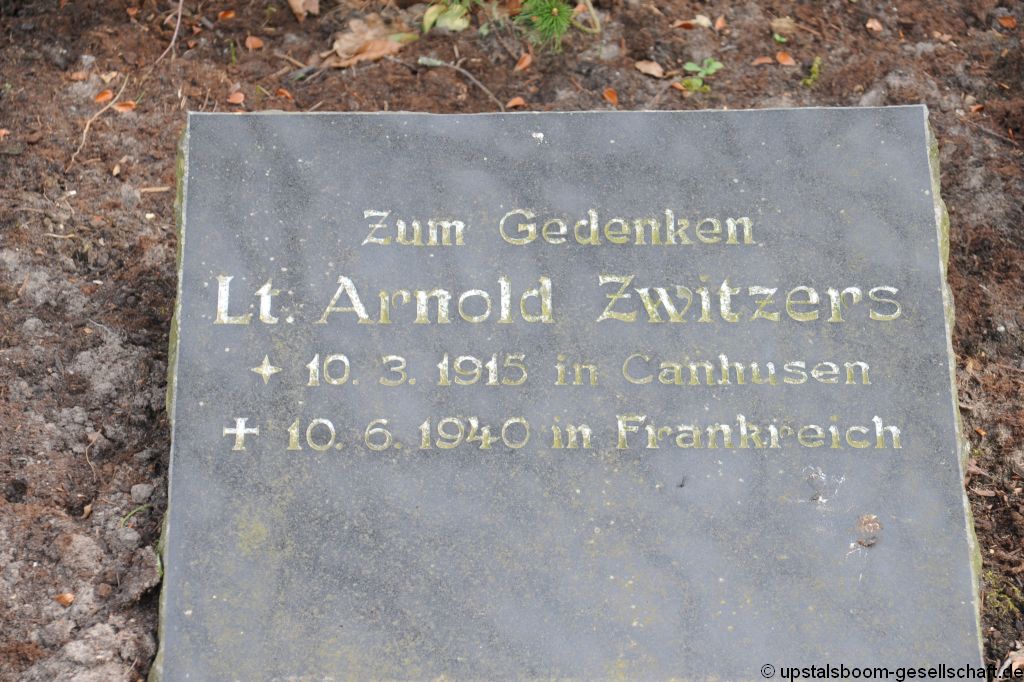 Zum Gedenken
Lt. Arnold Zwitzers
✦ 10. 3. 1915 in Canhusen
✝ 10. 6. 1940 in Frankreich
© upstalsboom-gesellschaft.de